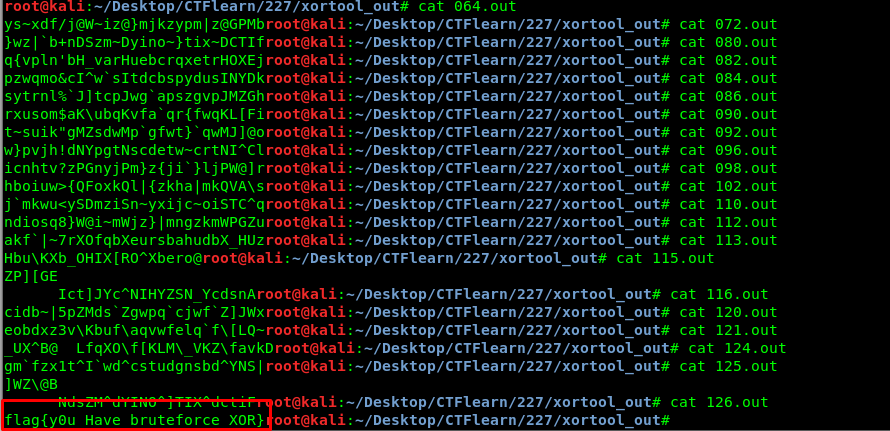 root@kali:~/Desktop/CTFlearn/227/xortool_out# cat 064.out
ys~xdf/j@W~iz@}mjkzypm|z@GPMbroot@kali:~/Desktop/CTFlearn/227/xortool_out# cat 072.out
}wz|`b+nDSzm~Dyino~}tix~DCTIfroot@kali:~/Desktop/CTFlearn/227/xortool_out# cat 080.out
q{vpln'bH_varHuebcrqxetrHOXEjroot@kali:~/Desktop/CTFlearn/227/xortool_out# cat 082.out
pzwqmo&cI^w`sItdcbspydusINYDkroot@kali:~/Desktop/CTFlearn/227/xortool_out# cat 084.out
sytrnl%`J]tcpJwg`apszgvpJMZGhroot@kali:~/Desktop/CTFlearn/227/xortool_out# cat 086.out
rxusom$aK\ubqKvfa`qr{fwqKL[Firoot@kali:~/Desktop/CTFlearn/227/xortool_out# cat 090.out
t~suik"gMZsdwMp`gfwt}`qwMJ]@oroot@kali:~/Desktop/CTFlearn/227/xortool_out# cat 092.out
w}pvjh!dNYpgtNscdetw~crtNI^Clroot@kali:~/Desktop/CTFlearn/227/xortool_out# cat 096.out
icnhtv?zPGnyjPm}z{ji`}ljPW@]rroot@kali:~/Desktop/CTFlearn/227/xortool_out# cat 098.out
hboiuw>{QFoxkQl|{zkha|mkQVA\sroot@kali:~/Desktop/CTFlearn/227/xortool_out# cat 102.out
j`mkwu<ySDmziSn~yxijc~oiSTC^qroot@kali:~/Desktop/CTFlearn/227/xortool_out# cat 110.out
ndiosq8}W@i~mWjz}|mngzkmWPGZuroot@kali:~/Desktop/CTFlearn/227/xortool_out# cat 112.out
akf`|~7rXOfqbXeursbahudbX_HUzroot@kali:~/Desktop/CTFlearn/227/xortool_out# cat 113.out
Hbu\KXb_OHIX[RO^Xbero@root@kali:~/Desktop/CTFlearn/227/xortool_out# cat 115.out
ZP][GE
Ict]JYc^NIHYZSN_YcdsnAroot@kali:~/Desktop/CTFlearn/227/xortool_out# cat 116.out
cidb~|5pZMds`Zgwpq`cjwf`Z]JWxroot@kali:~/Desktop/CTFlearn/227/xortool_out# cat 120.out
eobdxz3v\Kbuf\aqvwfelq`f\[LQ~root@kali:~/Desktop/CTFlearn/227/xortool_out# cat 121.out
_UX^B@ LfqXO\f[KLM\_VKZ\favkDroot@kali:~/Desktop/CTFlearn/227/xortool_out# cat 124.out
gm`fzx1t^I`wd^cstudgnsbd^YNS|root@kali:~/Desktop/CTFlearn/227/xortool_out# cat 125.out
]WZ\@B
NdsZM^dYINO^]TIX^dctiFroot@kali:~/Desktop/CTFlearn/227/xortool_out# cat 126.out
flag{y0u Have bruteforce XOR}root@kali:~/Desktop/CTFlearn/227/xortool_out#